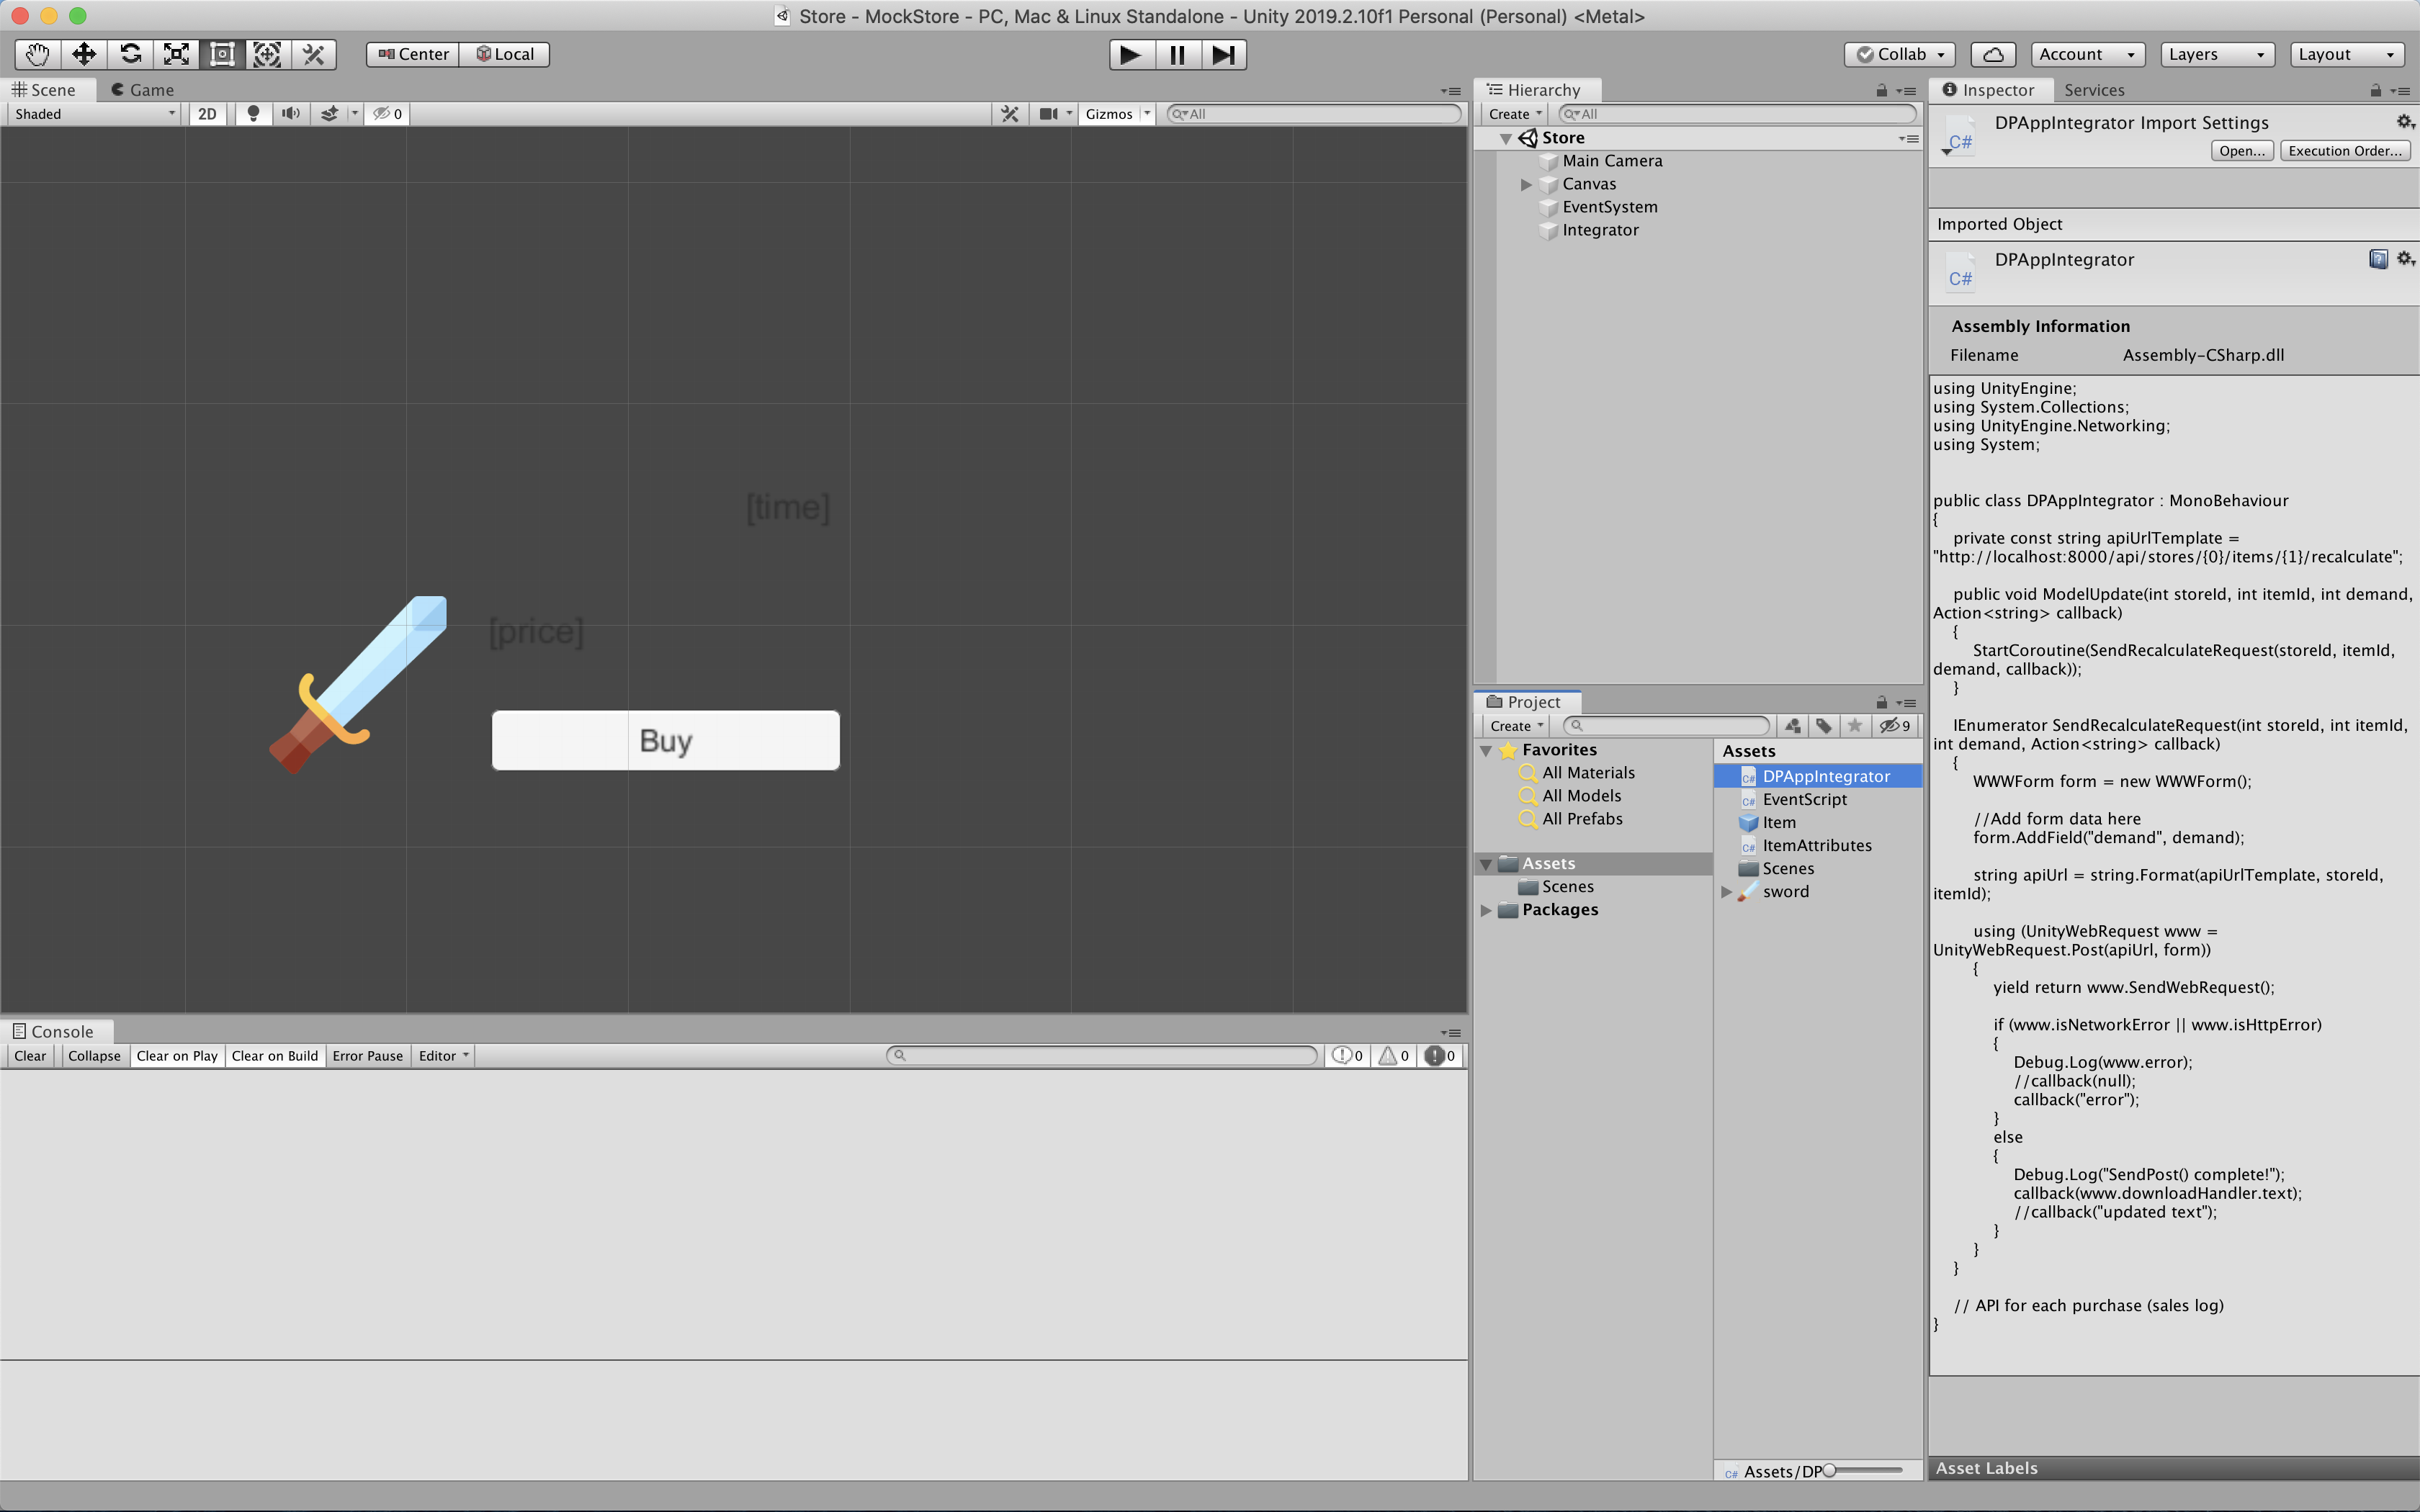 Store - MockStore - PC, Mac & Linux Standalone - Unity 2019.2.10f1 Personal (Personal) <Metal>
Center
Local
Collab
Account
Layers
Layout
Scene
Game
Shaded
2D
0
Gizmos
All
[time]
[price]
Buy
Console
Clear
Collapse
Clear on Play
Clear on Build
Error Pause
Editor
0
0
0
Hierarchy
Create
All
Store
Main Camera
Canvas
EventSystem
Integrator
Project
Create
9
Favorites
All Materials
All Models
All Prefabs
Assets
Scenes
Packages
Assets
DPAppIntegrator
EventScript
Item
ItemAttributes
Scenes
sword
Assets/DP
Inspector
Services
DPAppIntegrator Import Settings
C#
Open...
Execution Order...
Imported Object
DPAppIntegrator
C#
Assembly Information
Filename
Assembly-CSharp.dll
using UnityEngine;
using System.Collections;
using UnityEngine.Networking;
using System;
public class DPAppIntegrator : MonoBehaviour
{
private const string apiUrlTemplate =
"http://localhost:8000/api/stores/{0}/items/{1}/recalculate";
public void ModelUpdate(int storeId, int itemId, int demand,
Action<string> callback)
{
StartCoroutine(SendRecalculateRequest(storeId, itemId,
demand, callback));
}
IEnumerator SendRecalculateRequest(int storeId, int itemId,
int demand, Action<string> callback)
{
WWWForm form = new WWWForm();
//Add form data here
form.AddField("demand", demand);
string apiUrl = string.Format(apiUrlTemplate, storeId,
itemId);
using (UnityWebRequest www =
UnityWebRequest.Post(apiUrl, form))
{
yield return www.SendWebRequest();
if (www.isNetworkError || www.isHttpError)
{
Debug.Log(www.error);
//callback(null);
callback("error");
}
else
{
Debug.Log("SendPost() complete!");
callback(www.downloadHandler.text);
//callback("updated text");
}
}
}
// API for each purchase (sales log)
}
Asset Labels